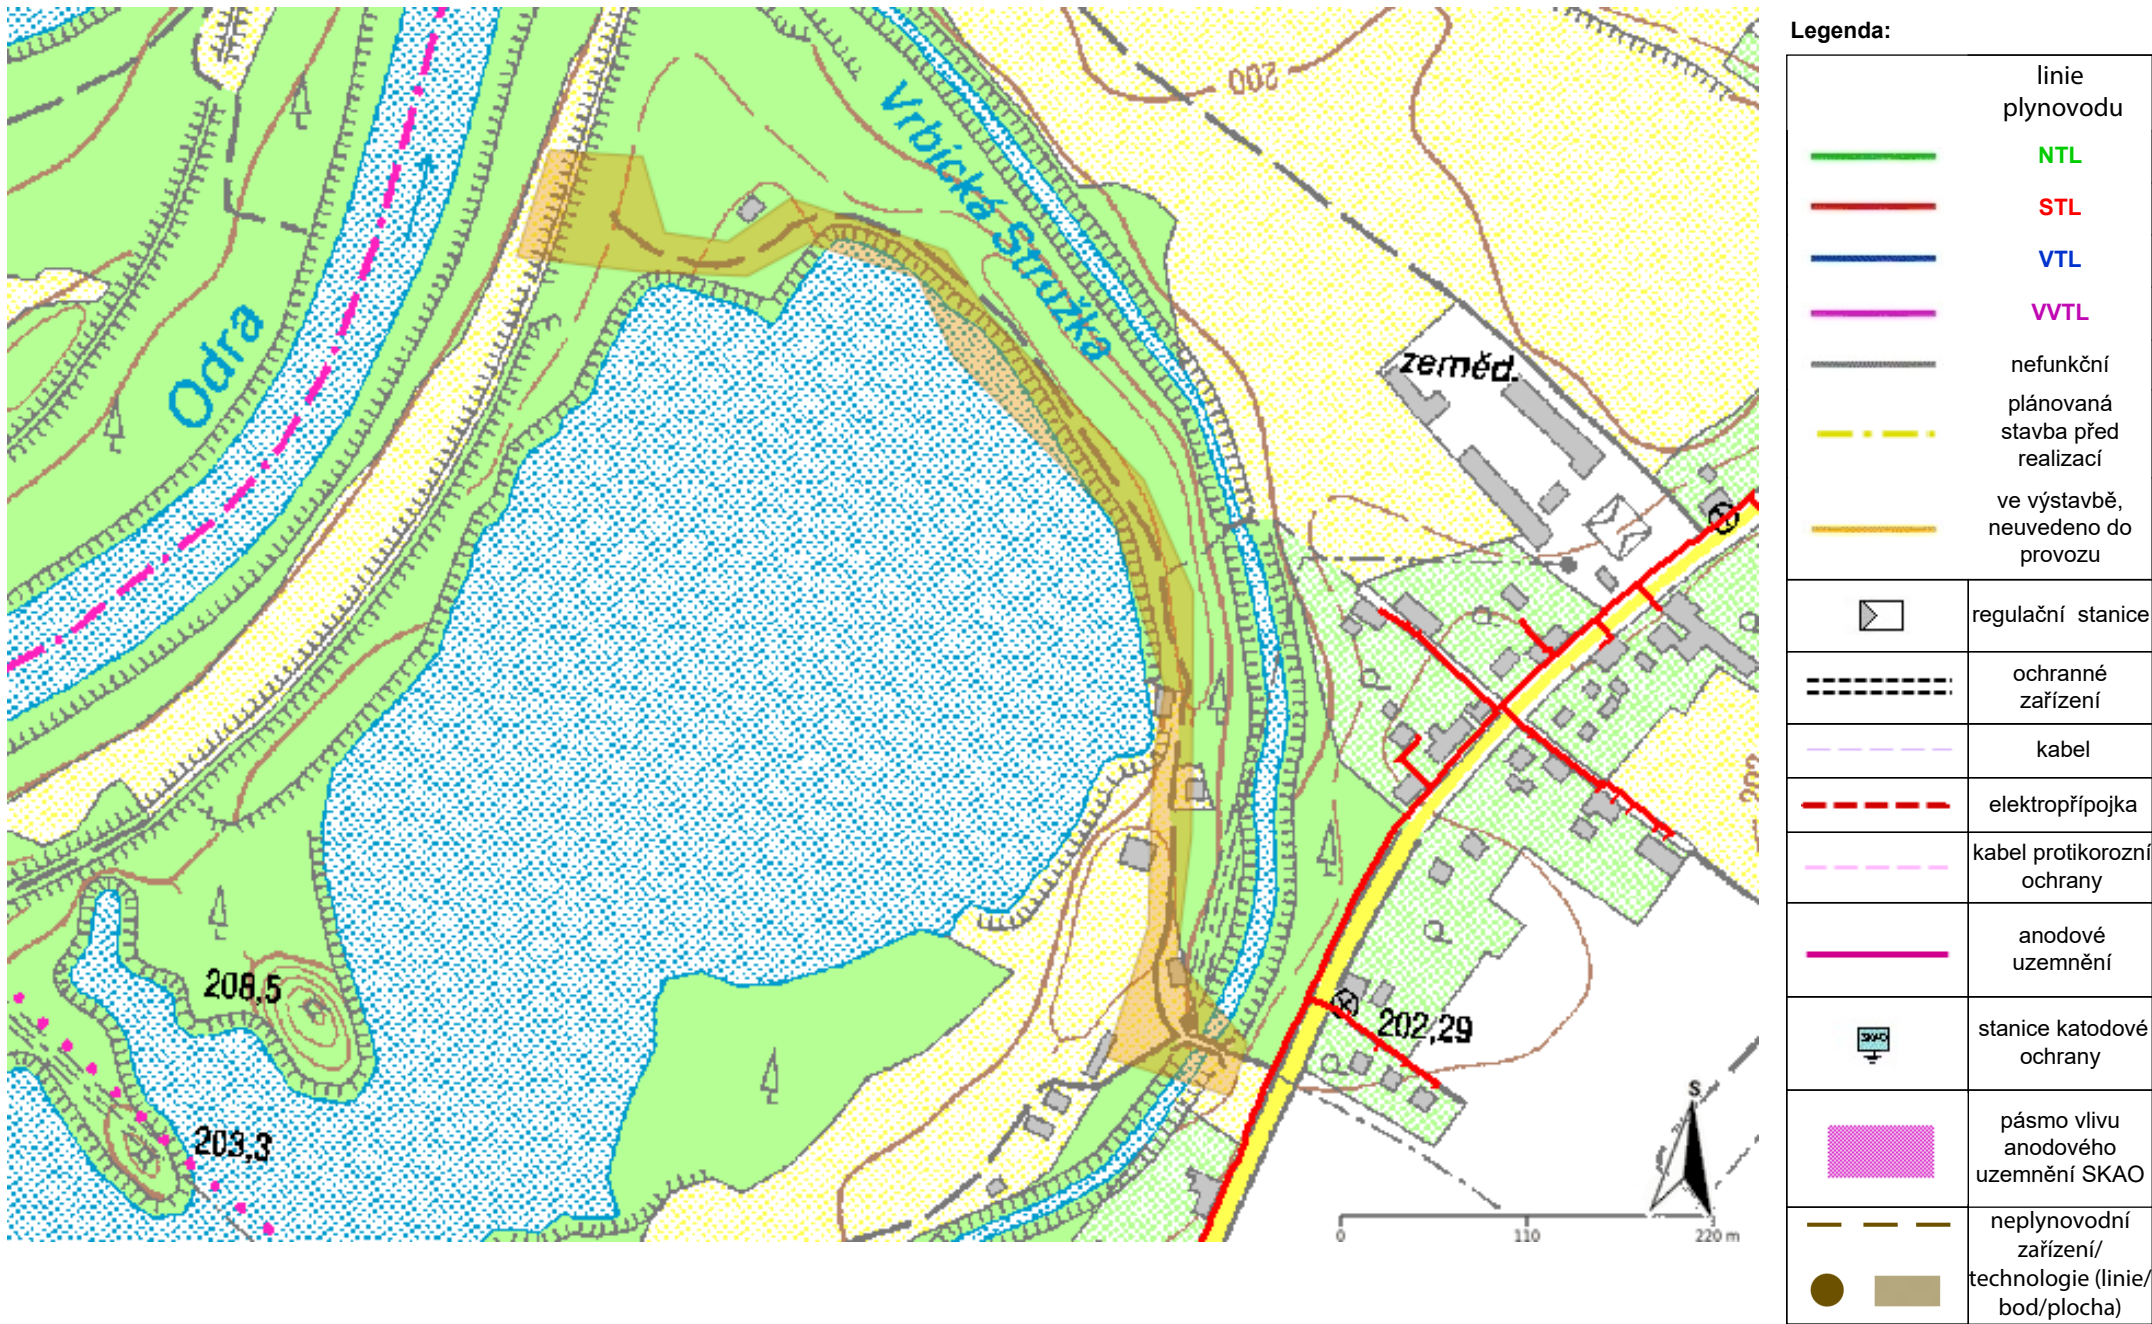 200
Vrbická Stružka
Odra
zeměd.
208,5
203,3
202,29
S
0
110
220 m
Legenda:
linie
plynovodu
NTL
STL
VTL
VVTL
nefunkční
plánovaná
stavba před
realizací
ve výstavbě,
neuvedeno do
provozu
regulační stanice
ochranné
zařízení
kabel
elektropřípojka
kabel protikorozní
ochrany
anodové
uzemnění
SKAO
stanice katodové
ochrany
pásmo vlivu
anodového
uzemnění SKAO
neplynovodní
zařízení/
technologie (linie/
bod/plocha)